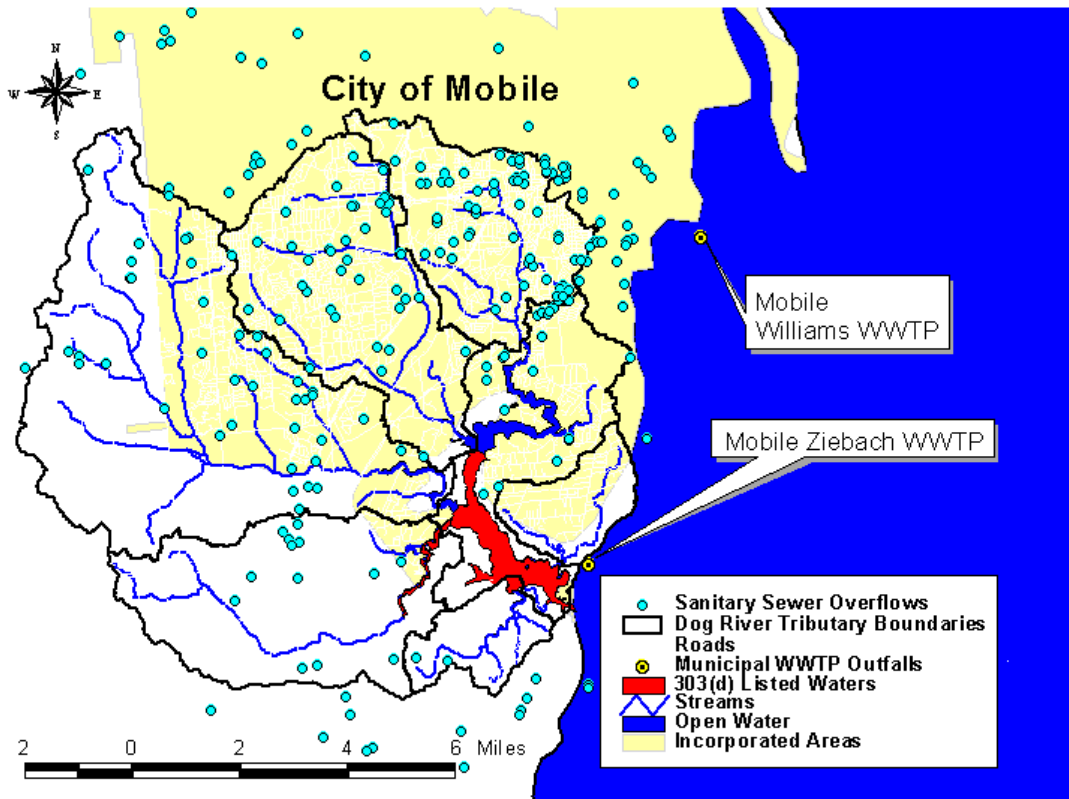 N
W E
S
City of Mobile
Mobile
Williams WWTP
Mobile Ziebach WWTP
Sanitary Sewer Overflows
Dog River Tributary Boundaries
Roads
Municipal WWTP Outfalls
303(d) Listed Waters
Streams
Open Water
Incorporated Areas
2 0 2 4 6 Miles